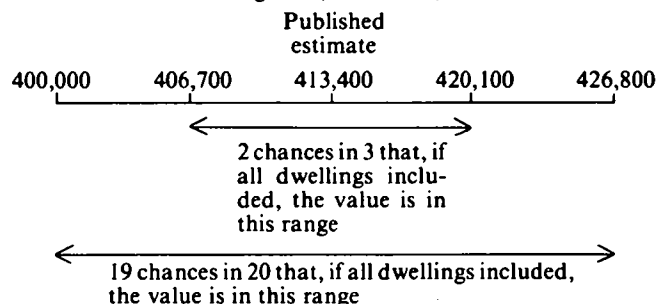 Published
estimate
400,000 406,700 413,400 420,100 426,800
2 chances in 3 that, if
all dwellings inclu-
ded, the value is in
this range
19 chances in 20 that, if all dwellings included,
the value is in this range